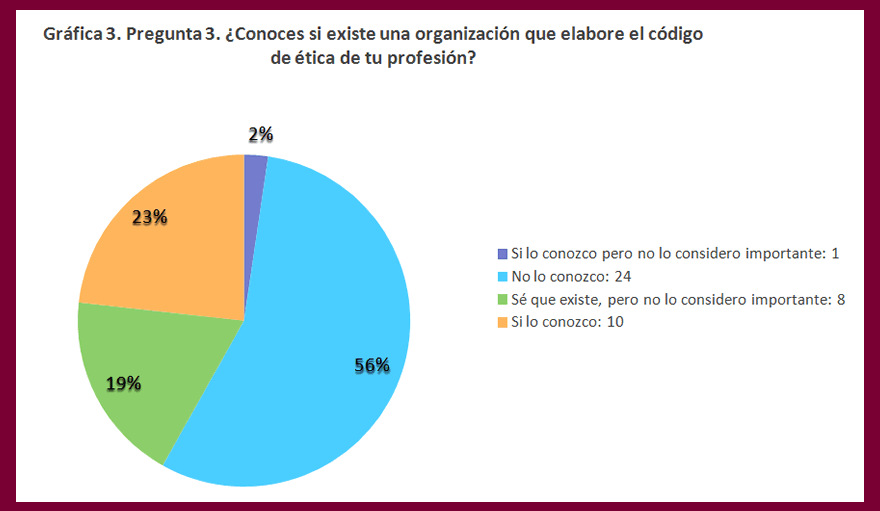 Gráfica 3. Pregunta 3. ¿Conoces si existe una organización que elabore el código
de ética de tu profesión?
2%
23%
56%
19%
Si lo conozco pero no lo considero importante: 1
No lo conozco: 24
Sé que existe, pero no lo considero importante: 8
Si lo conozco: 10